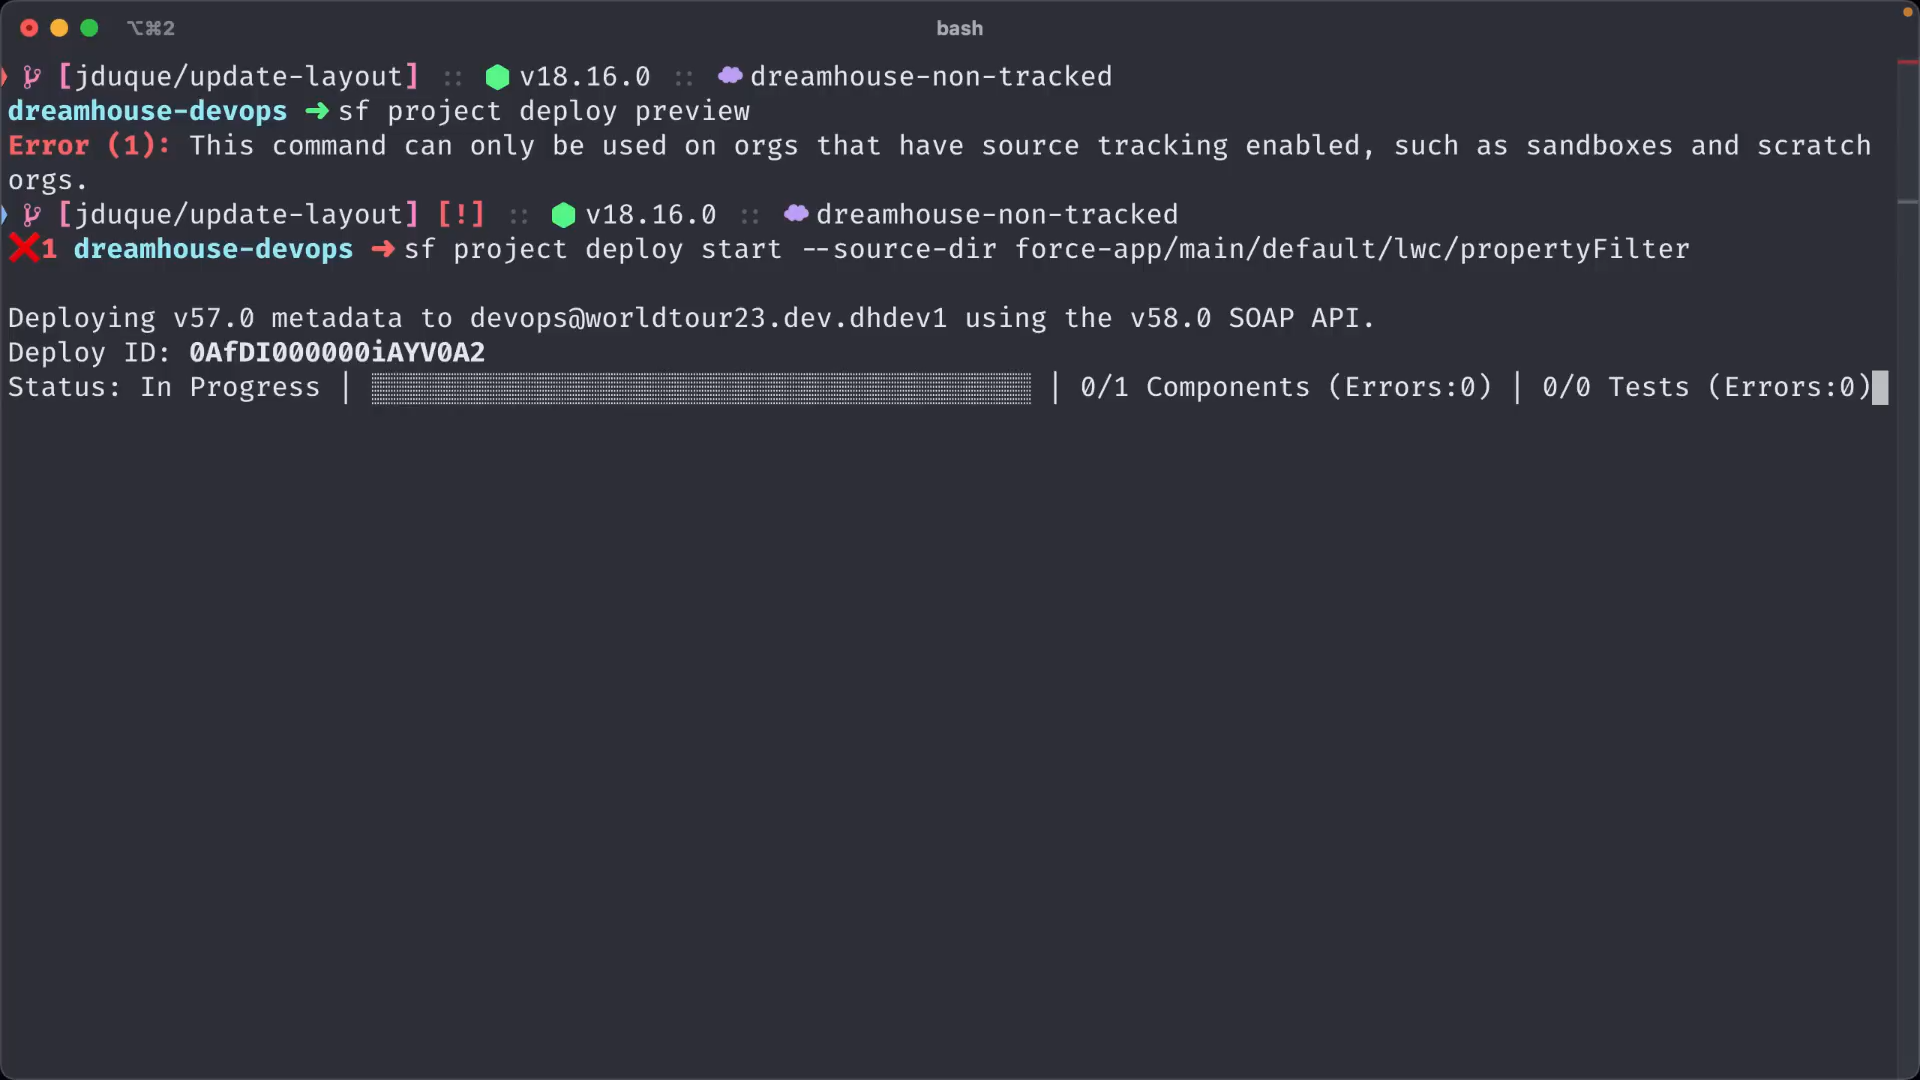 ⌥⌘2
bash
[jduque/update-layout] :: v18.16.0 :: dreamhouse-non-tracked
dreamhouse-devops ➜ sf project deploy preview
Error (1): This command can only be used on orgs that have source tracking enabled, such as sandboxes and scratch
orgs.
[jduque/update-layout] [!] :: v18.16.0 :: dreamhouse-non-tracked
❌1 dreamhouse-devops ➜ sf project deploy start --source-dir force-app/main/default/lwc/propertyFilter
Deploying v57.0 metadata to devops@worldtour23.dev.dhdev1 using the v58.0 SOAP API.
Deploy ID: 0AfDI000000iAYV0A2
Status: In Progress | | 0/1 Components (Errors:0) | 0/0 Tests (Errors:0)